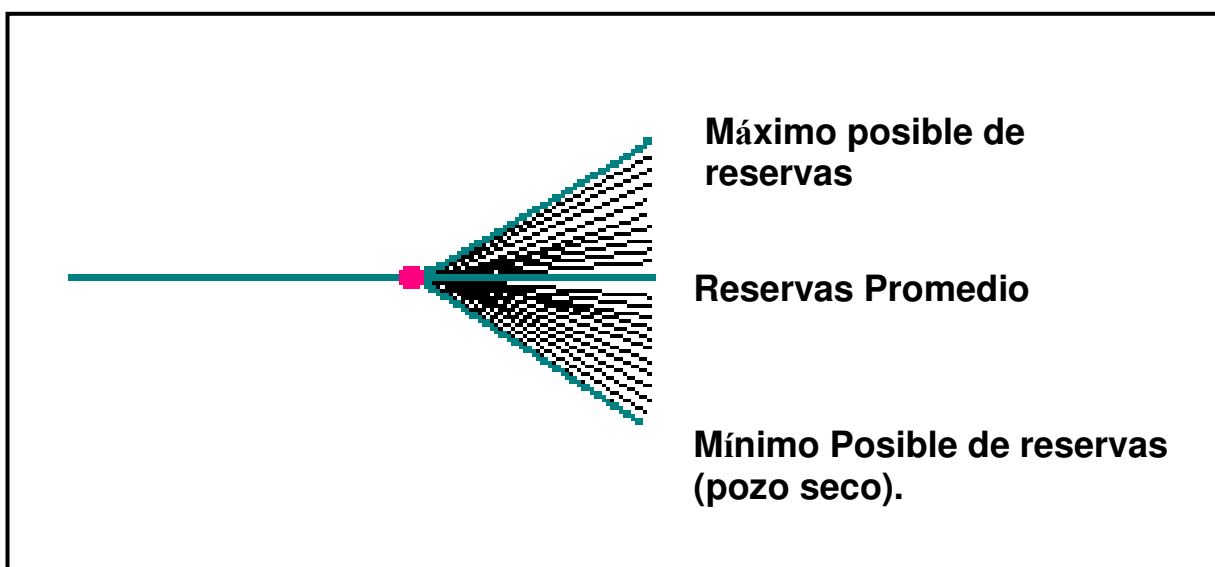 Máximo posible de
reservas
Reservas Promedio
Mínimo Posible de reservas
(pozo seco).